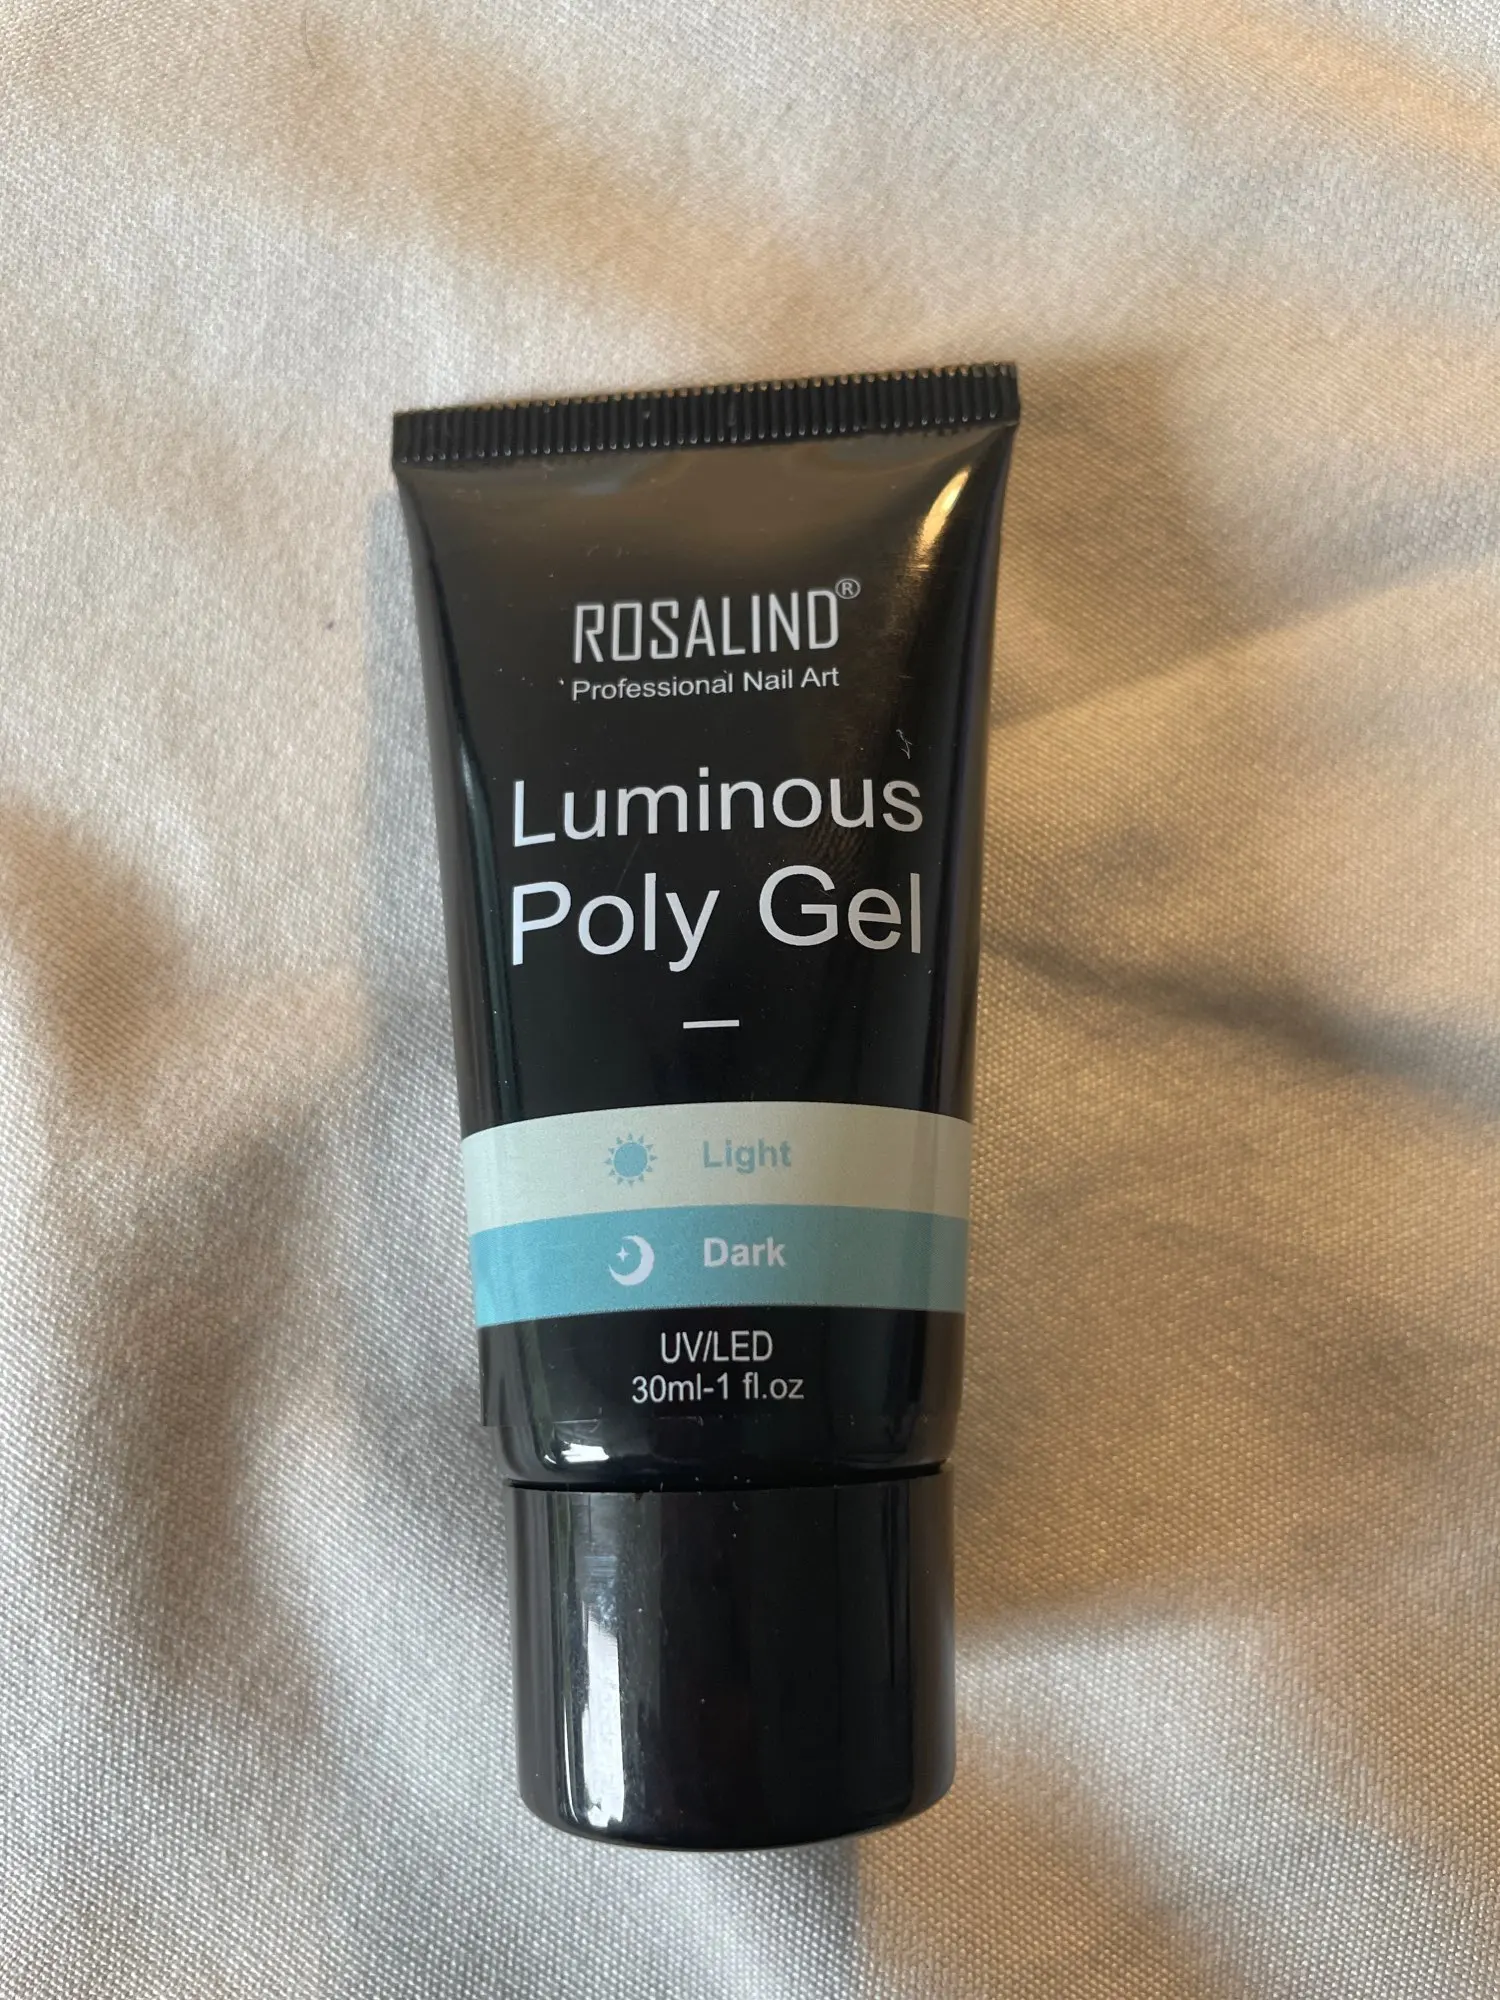 ROSALIND®
Professional Nail Art
Luminous
Poly Gel
Light
Dark
UV/LED
30ml-1 fl.oz